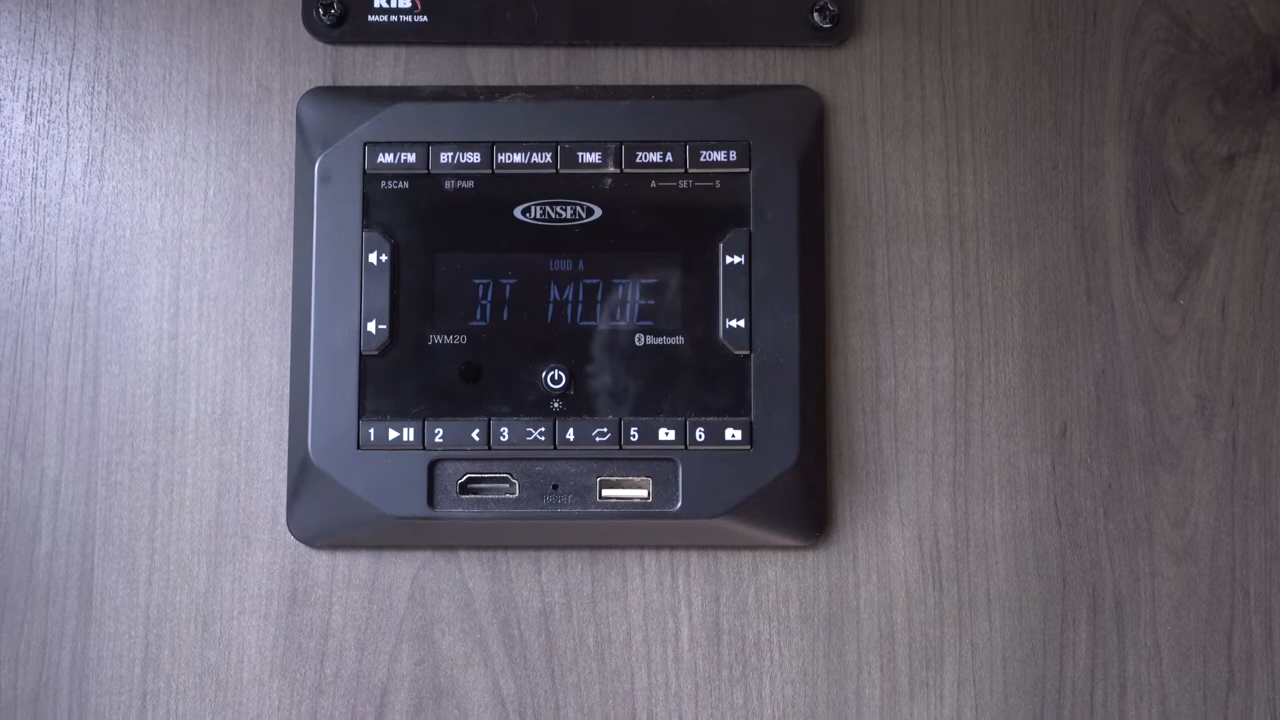 KIB
MADE IN THE USA
AM/FM BT/USB HDMI/AUX TIME ZONE A ZONE B
P.SCAN BT PAIR A SET S
JENSEN
LOUD A
BT MODE
JWM20 Bluetooth
1 2 3 4 5 6
RESET